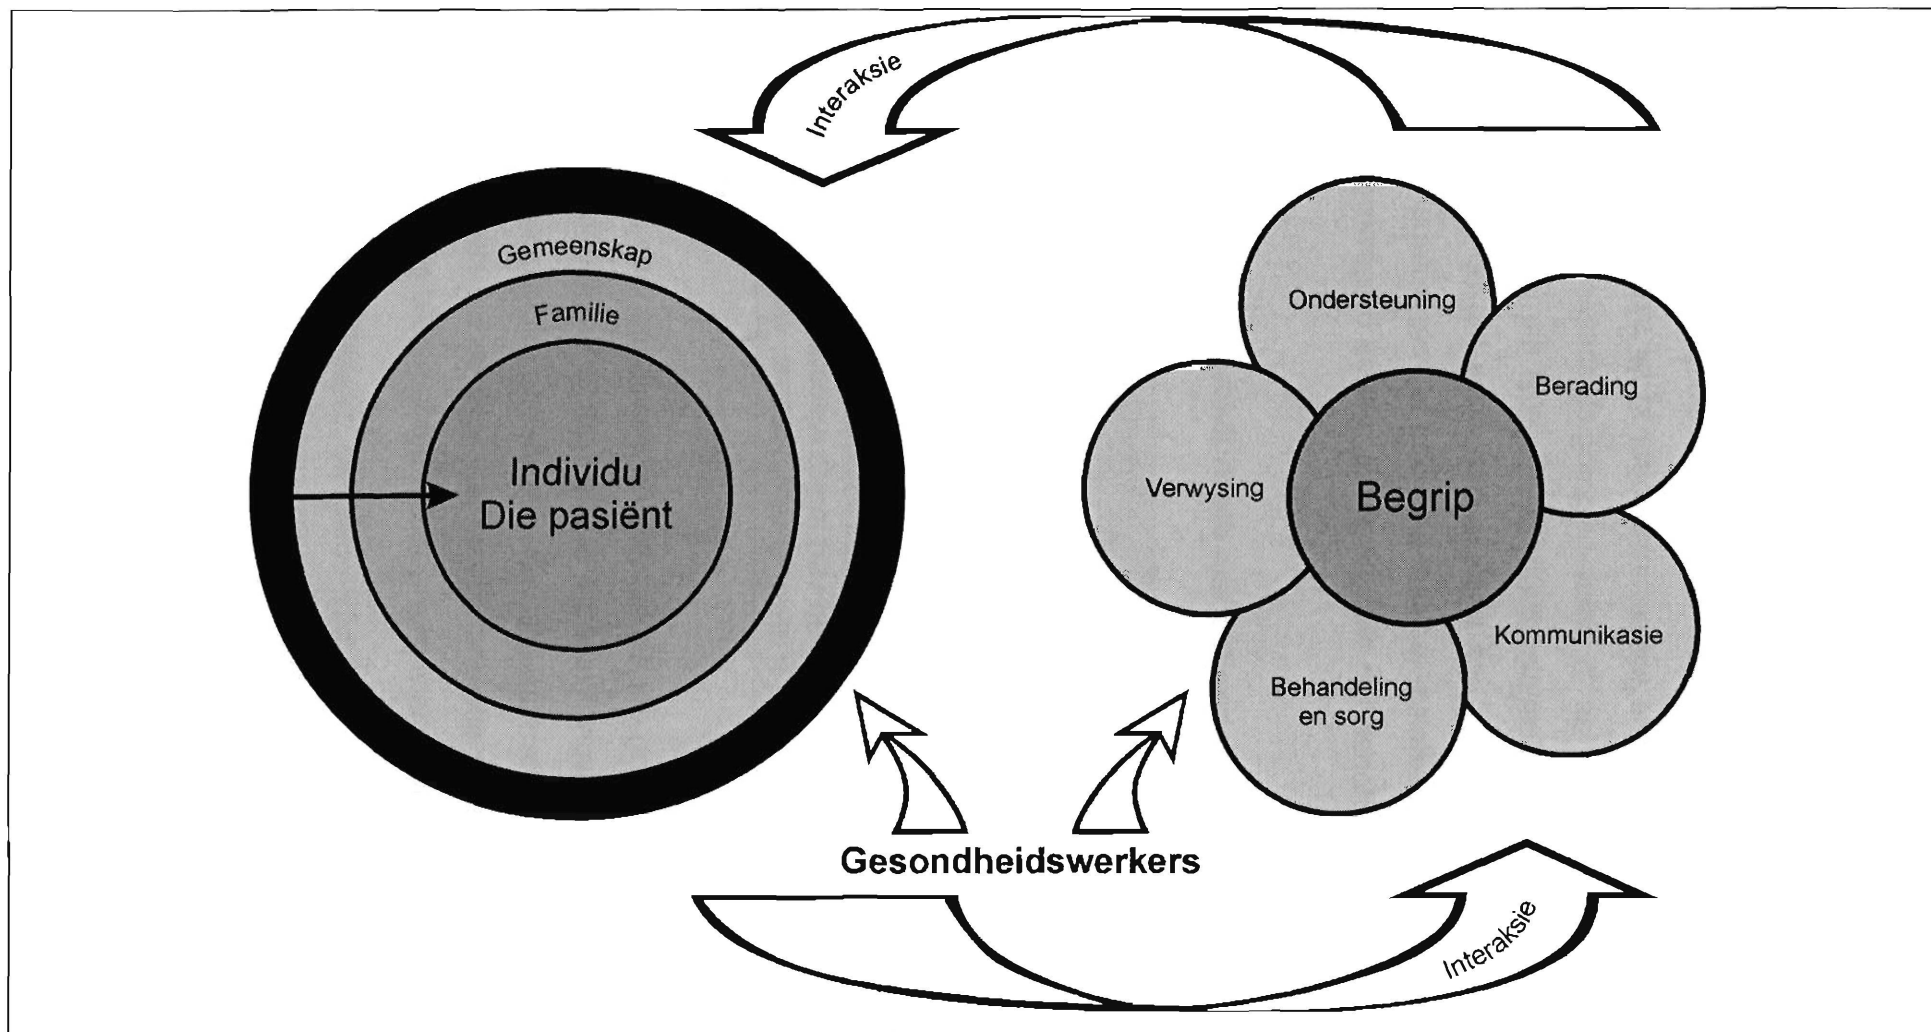 Interaksie
Gemeenskap
Familie
Individu
Die pasiënt
Ondersteuning
Berading
Verwysing
Begrip
Kommunikasie
Behandeling
en sorg
Gesondheidswerkers
Interaksie